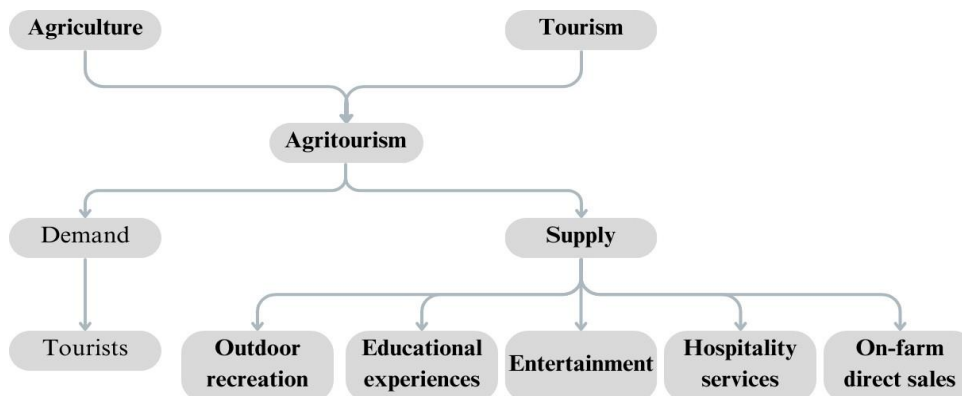 Agriculture
Tourism
Agritourism
Demand
Supply
Tourists
Outdoor
recreation
Educational
experiences
Entertainment
Hospitality
services
On-farm
direct sales